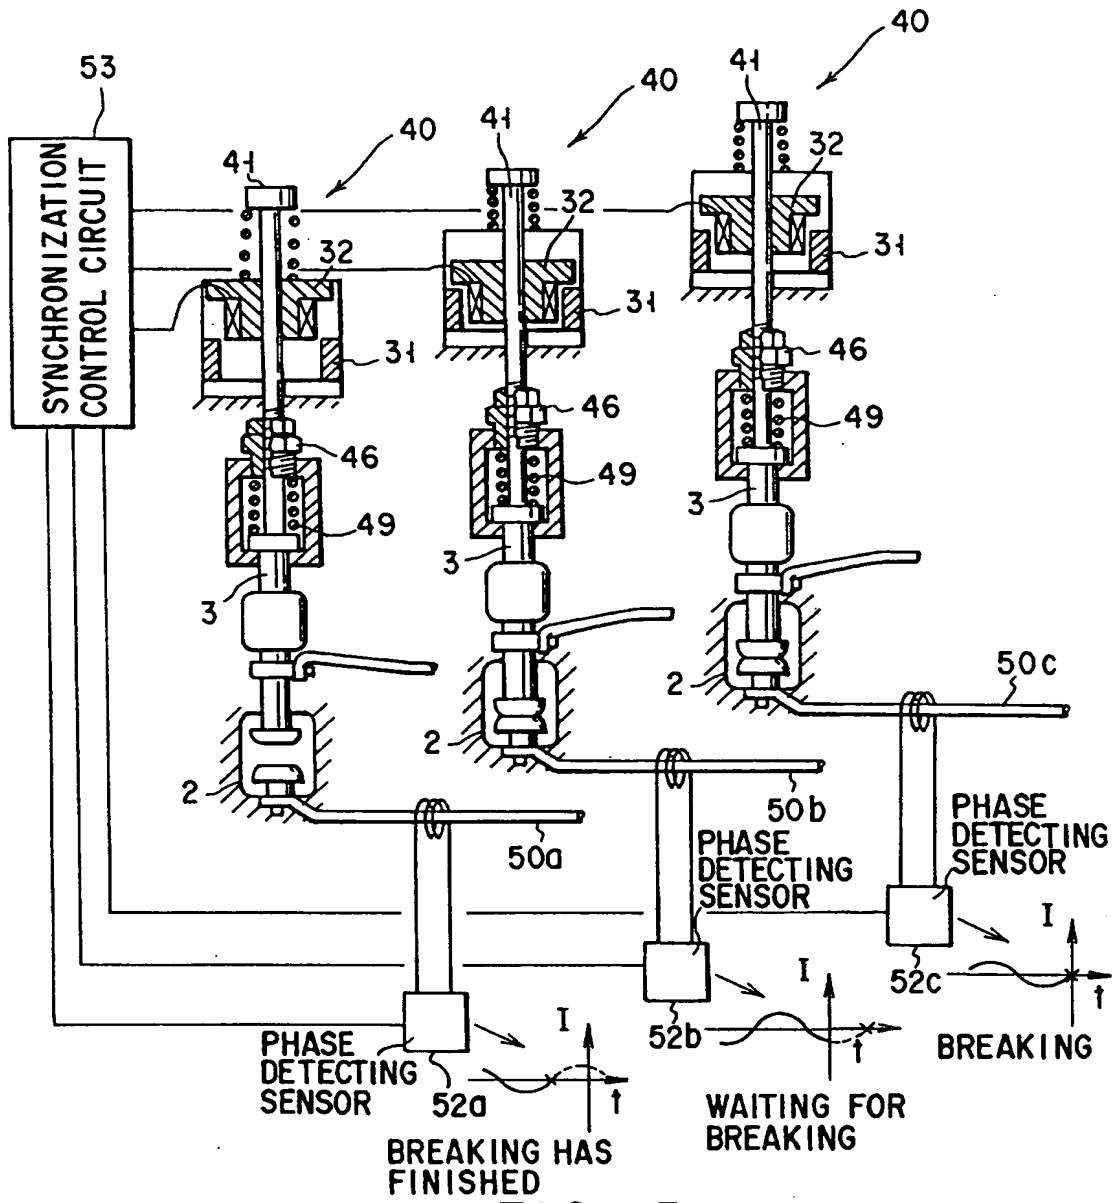 40
53
41
40
41
32
40
41
32
32
31
31
31
46
46
46
49
49
49
3
3
3
2
2
2
50c
50b
50a
SYNCHRONIZATION
CONTROL CIRCUIT
PHASE
DETECTING
SENSOR
52c
I
t
BREAKING
PHASE
DETECTING
SENSOR
52b
I
t
WAITING FOR
BREAKING
PHASE
DETECTING
SENSOR
52a
I
t
BREAKING HAS
FINISHED